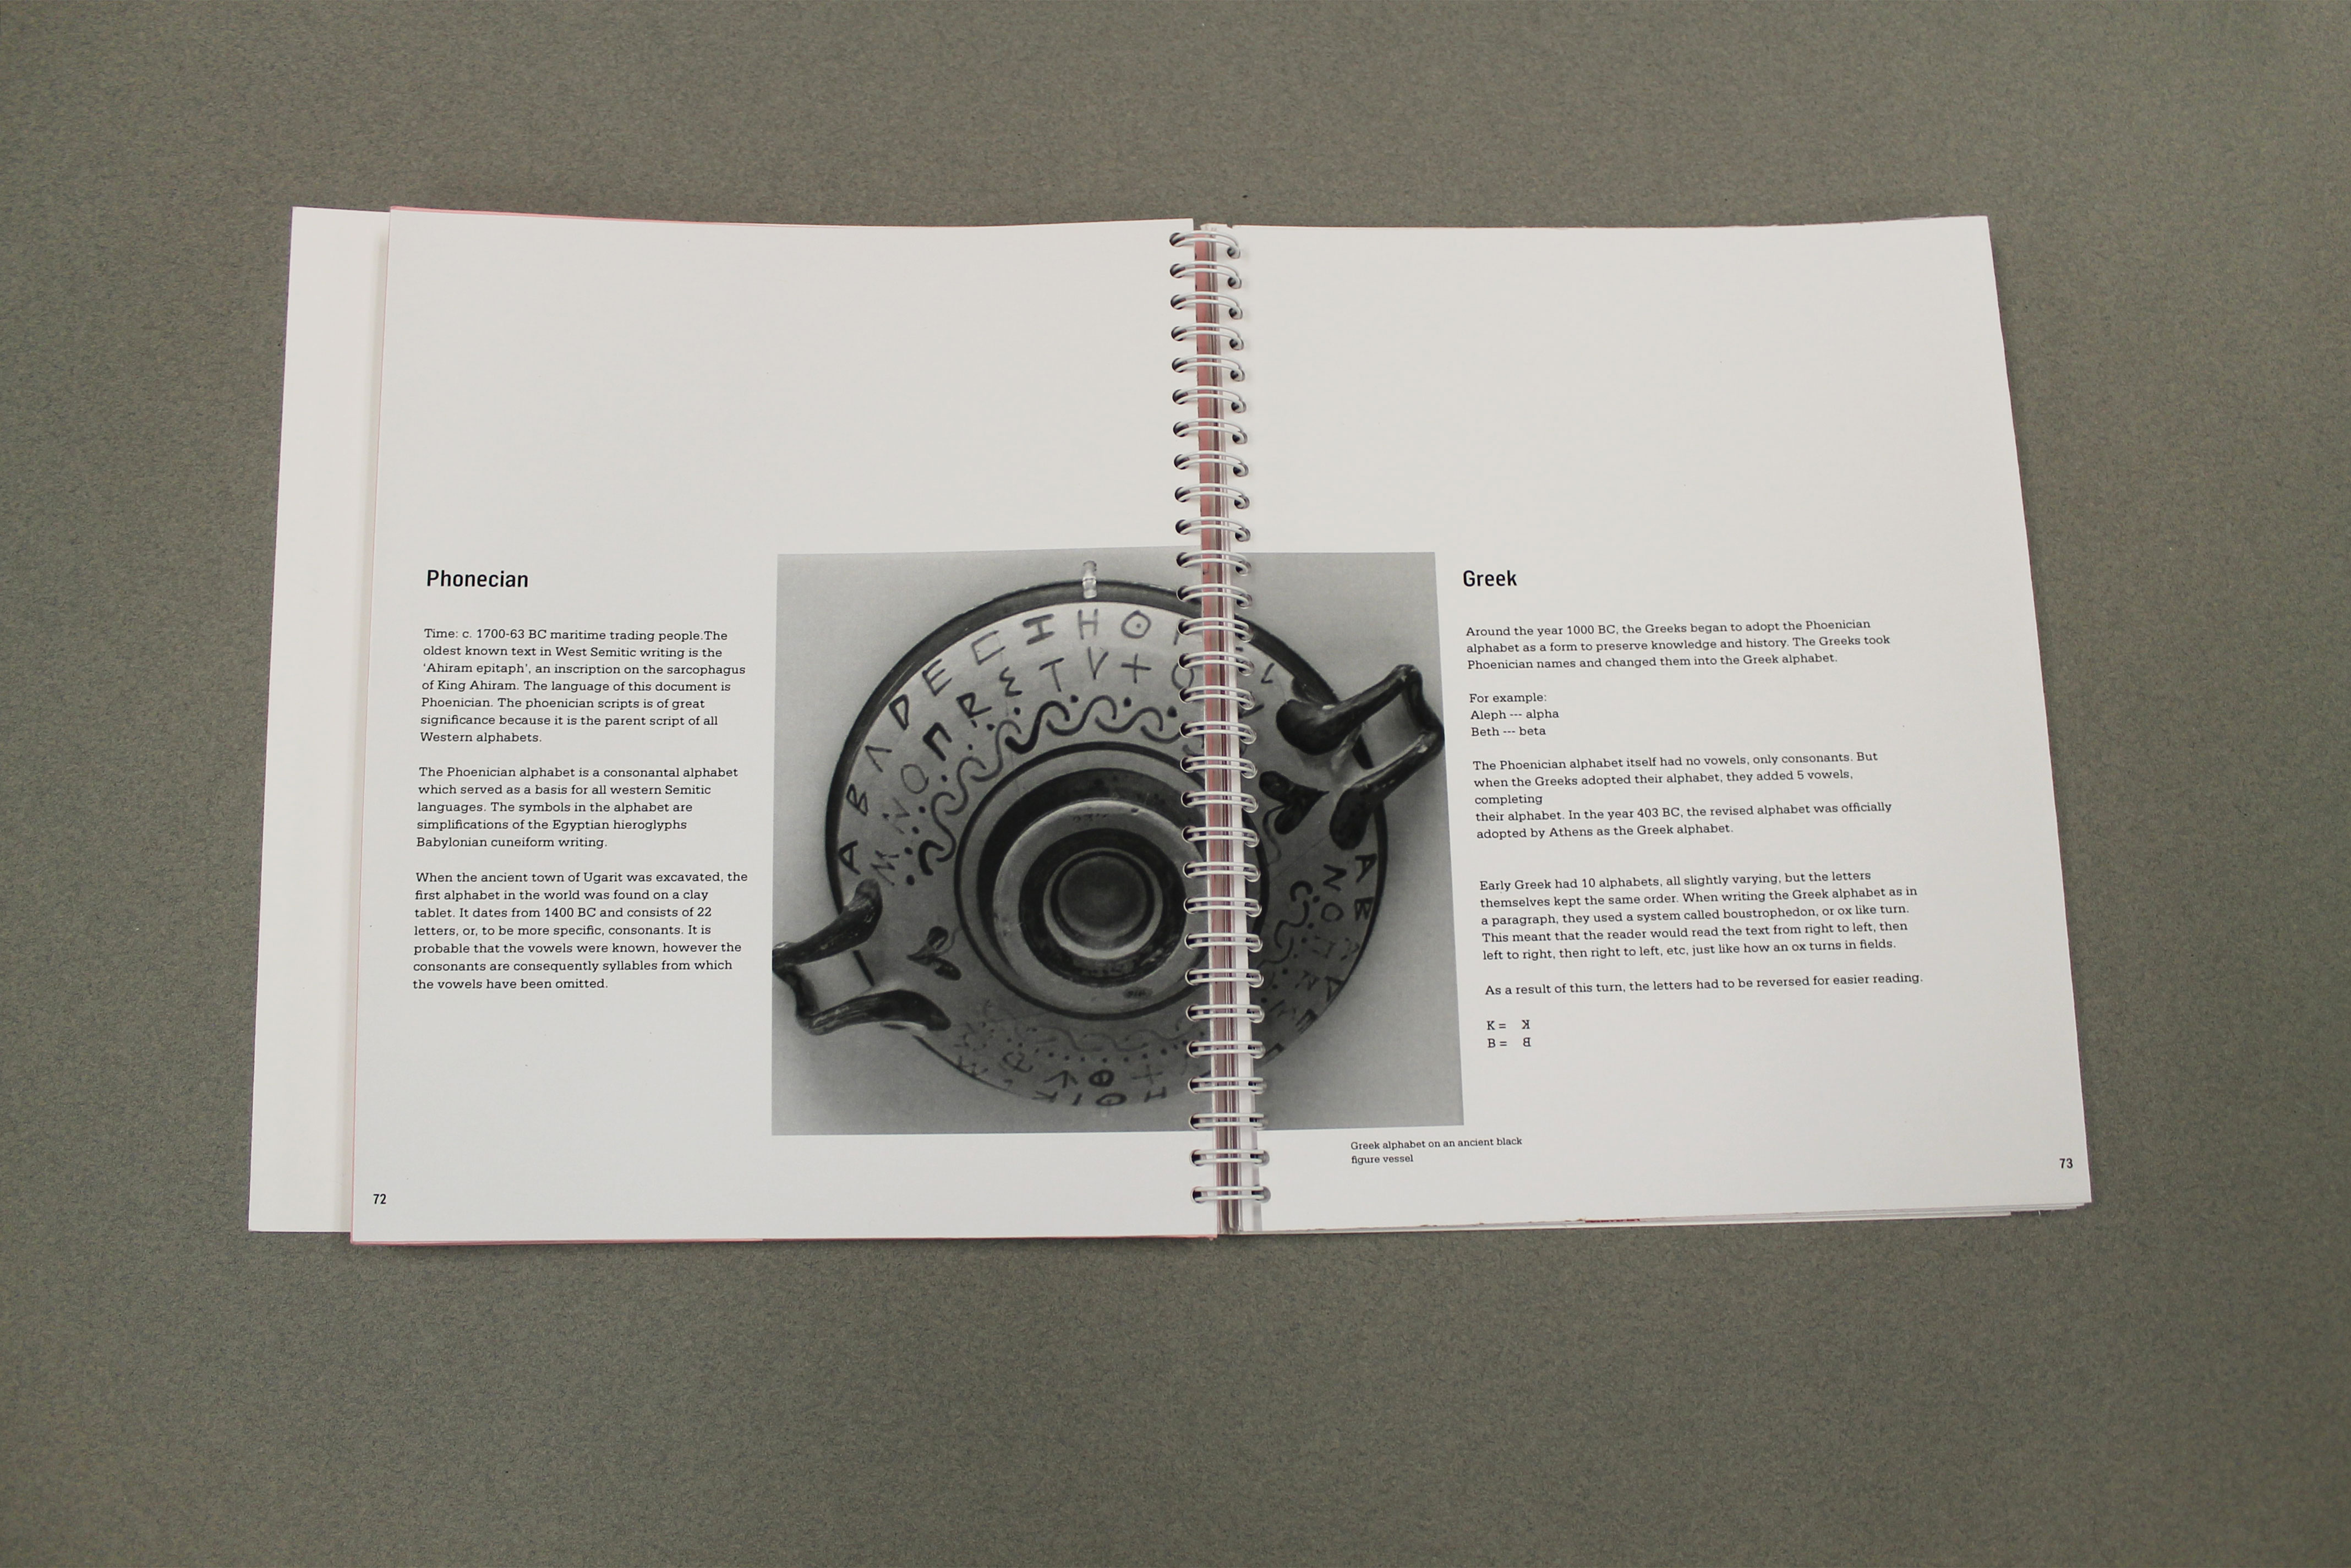 Phonecian
Time: c. 1700-63 BC maritime trading people.The
oldest known text in West Semitic writing is the
'Ahiram epitaph', an inscription on the sarcophagus
of King Ahiram. The language of this document is
Phoenician. The phoenician scripts is of great
significance because it is the parent script of all
Western alphabets.
The Phoenician alphabet is a consonantal alphabet
which served as a basis for all western Semitic
languages. The symbols in the alphabet are
simplifications of the Egyptian hieroglyphs
Babylonian cuneiform writing.
When the ancient town of Ugarit was excavated, the
first alphabet in the world was found on a clay
tablet. It dates from 1400 BC and consists of 22
letters, or, to be more specific, consonants. It is
probable that the vowels were known, however the
consonants are consequently syllables from which
the vowels have been omitted.
72
Greek alphabet on an ancient black
figure vessel
Greek
Around the year 1000 BC, the Greeks began to adopt the Phoenician
alphabet as a form to preserve knowledge and history. The Greeks took
Phoenician names and changed them into the Greek alphabet.
For example:
Aleph --- alpha
Beth --- beta
The Phoenician alphabet itself had no vowels, only consonants. But
when the Greeks adopted their alphabet, they added 5 vowels,
completing
their alphabet. In the year 403 BC, the revised alphabet was officially
adopted by Athens as the Greek alphabet.
Early Greek had 10 alphabets, all slightly varying, but the letters
themselves kept the same order. When writing the Greek alphabet as in
a paragraph, they used a system called boustrophedon, or ox like turn.
This meant that the reader would read the text from right to left, then
left to right, then right to left, etc, just like how an ox turns in fields.
As a result of this turn, the letters had to be reversed for easier reading.
K = ꓘ
B = ᗺ
73